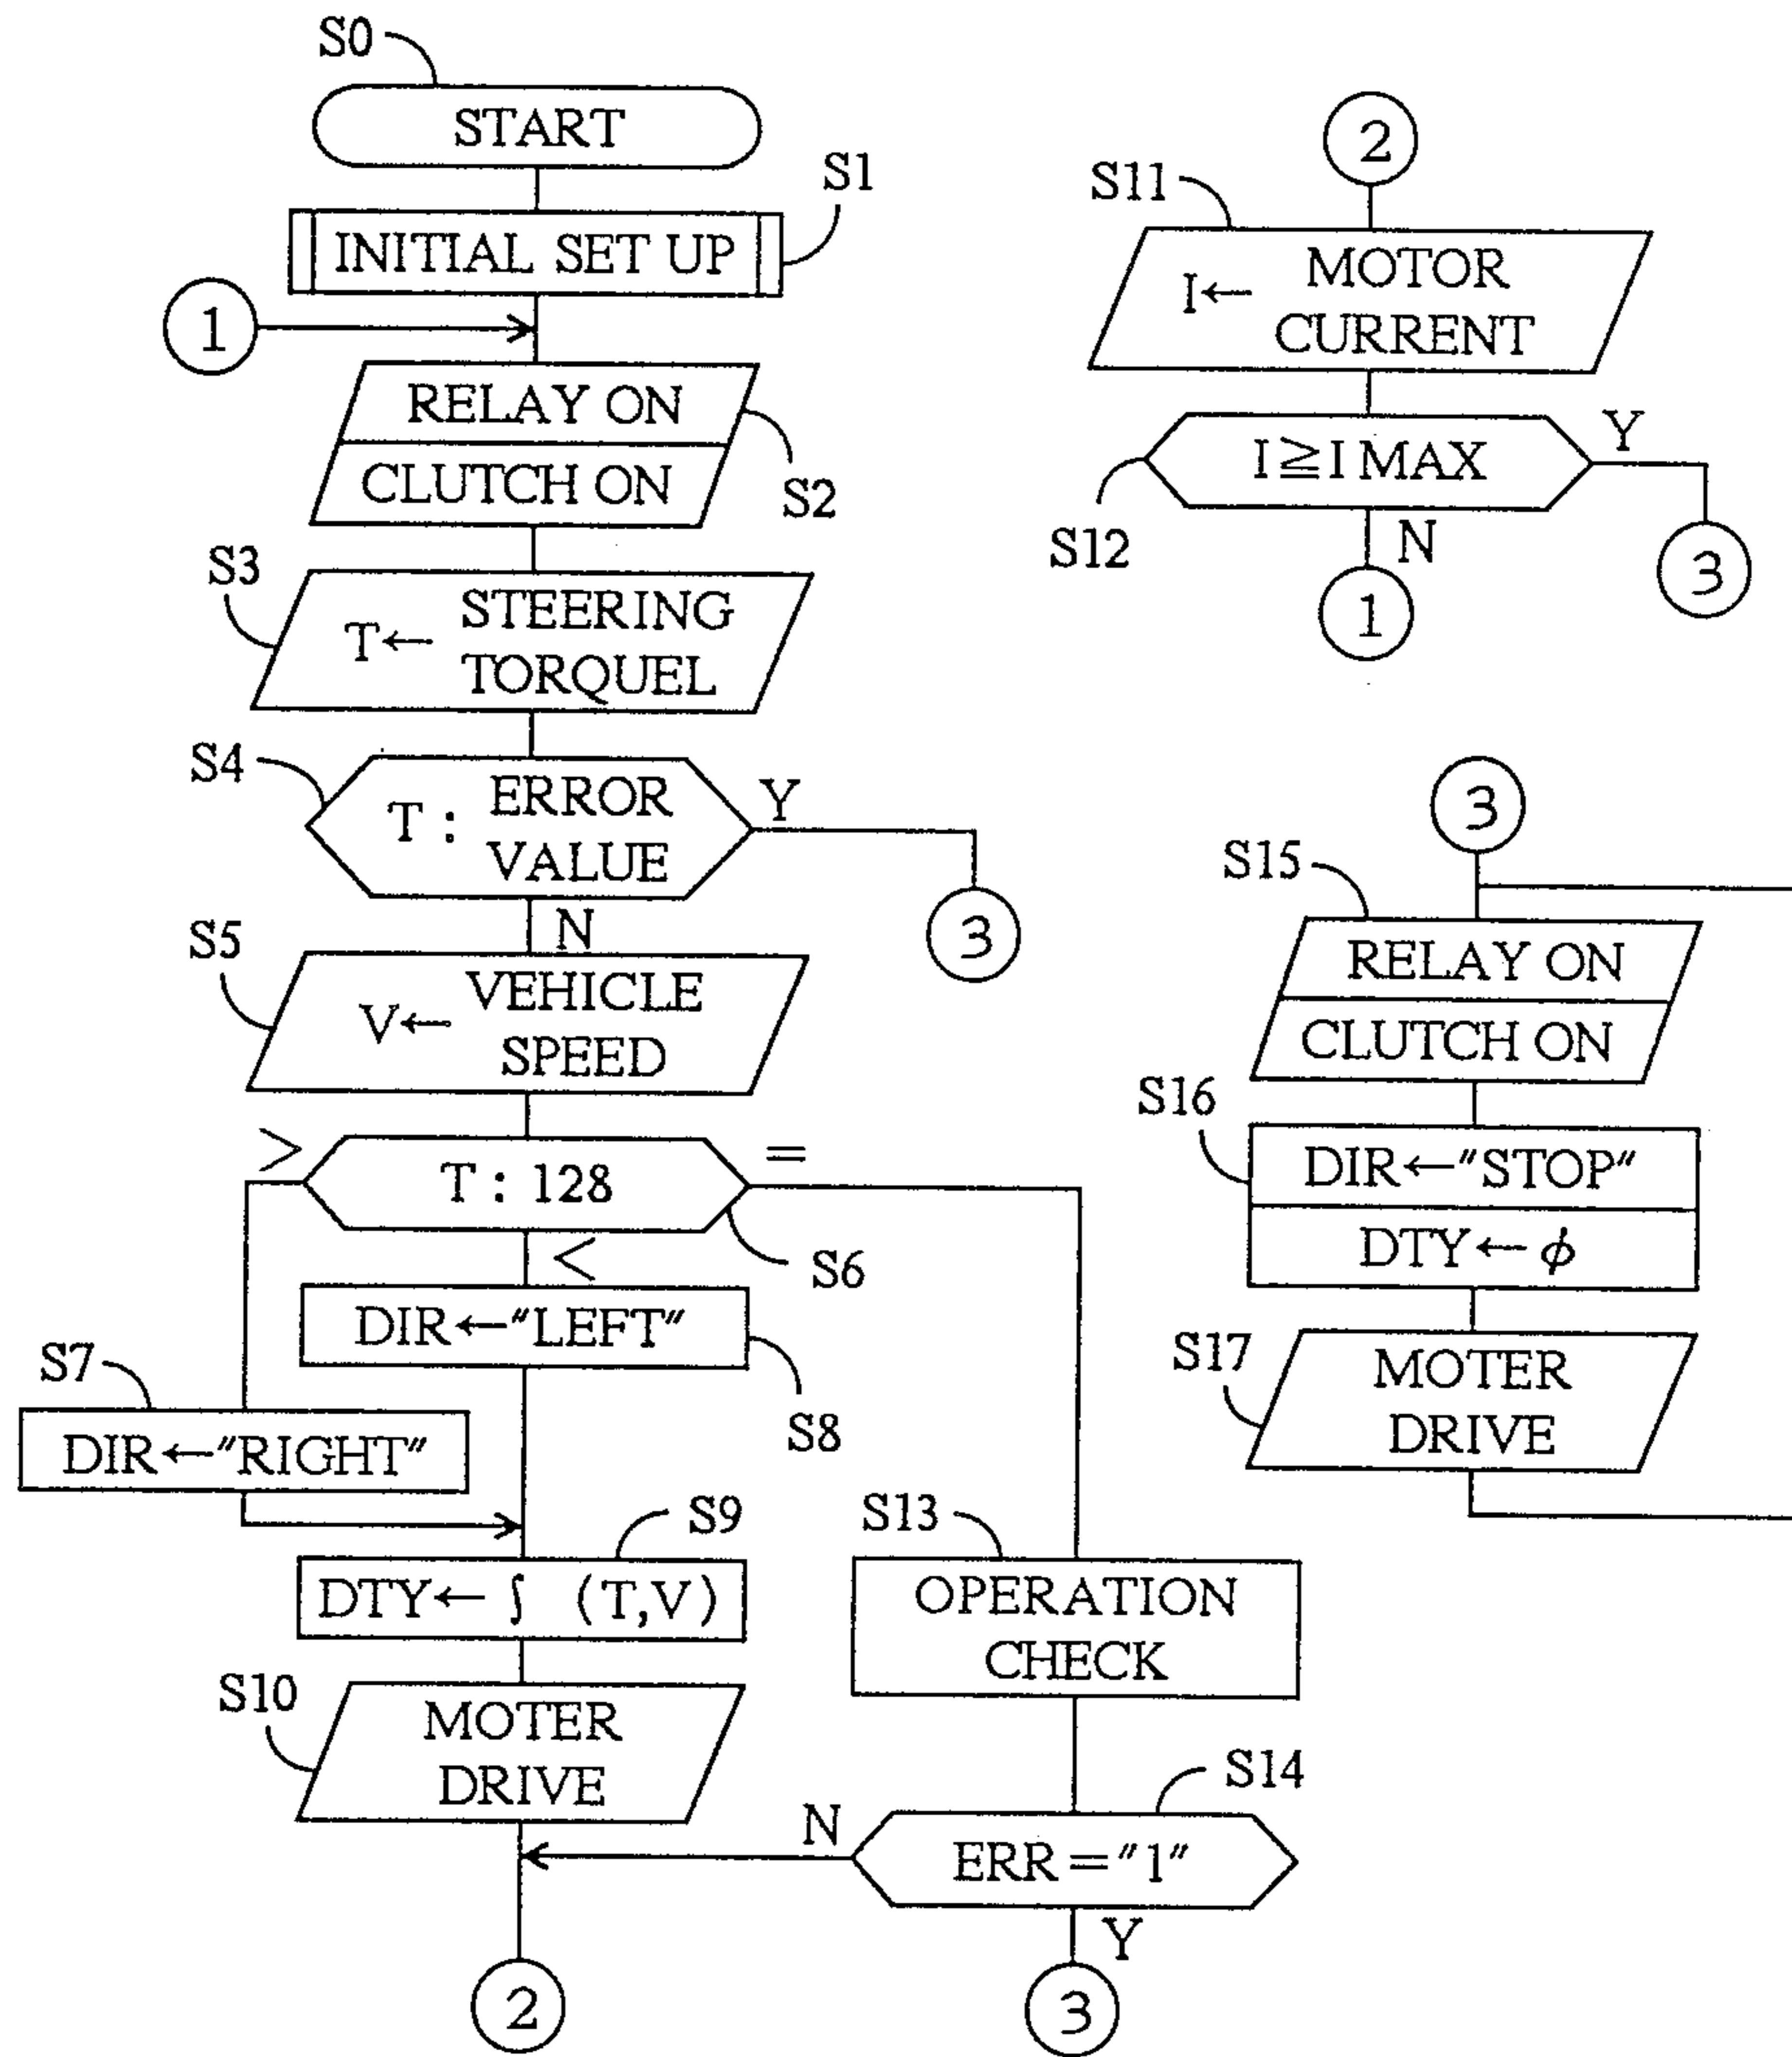 S0
START
S1
INITIAL SET UP
1
RELAY ON
CLUTCH ON
S2
S3
T← STEERING
TORQUEL
S4
T : ERROR
VALUE
Y
3
N
S5
V← VEHICLE
SPEED
>
T : 128
=
<
S6
DIR←"LEFT"
S7
S8
DIR←"RIGHT"
S9
DTY← ∫ (T,V)
S10
MOTER
DRIVE
2
S13
OPERATION
CHECK
S14
N
ERR="1"
Y
3
2
S11
I← MOTOR
CURRENT
I≧I MAX
Y
S12
N
3
1
3
S15
RELAY ON
CLUTCH ON
S16
DIR←"STOP"
DTY←ϕ
S17
MOTER
DRIVE